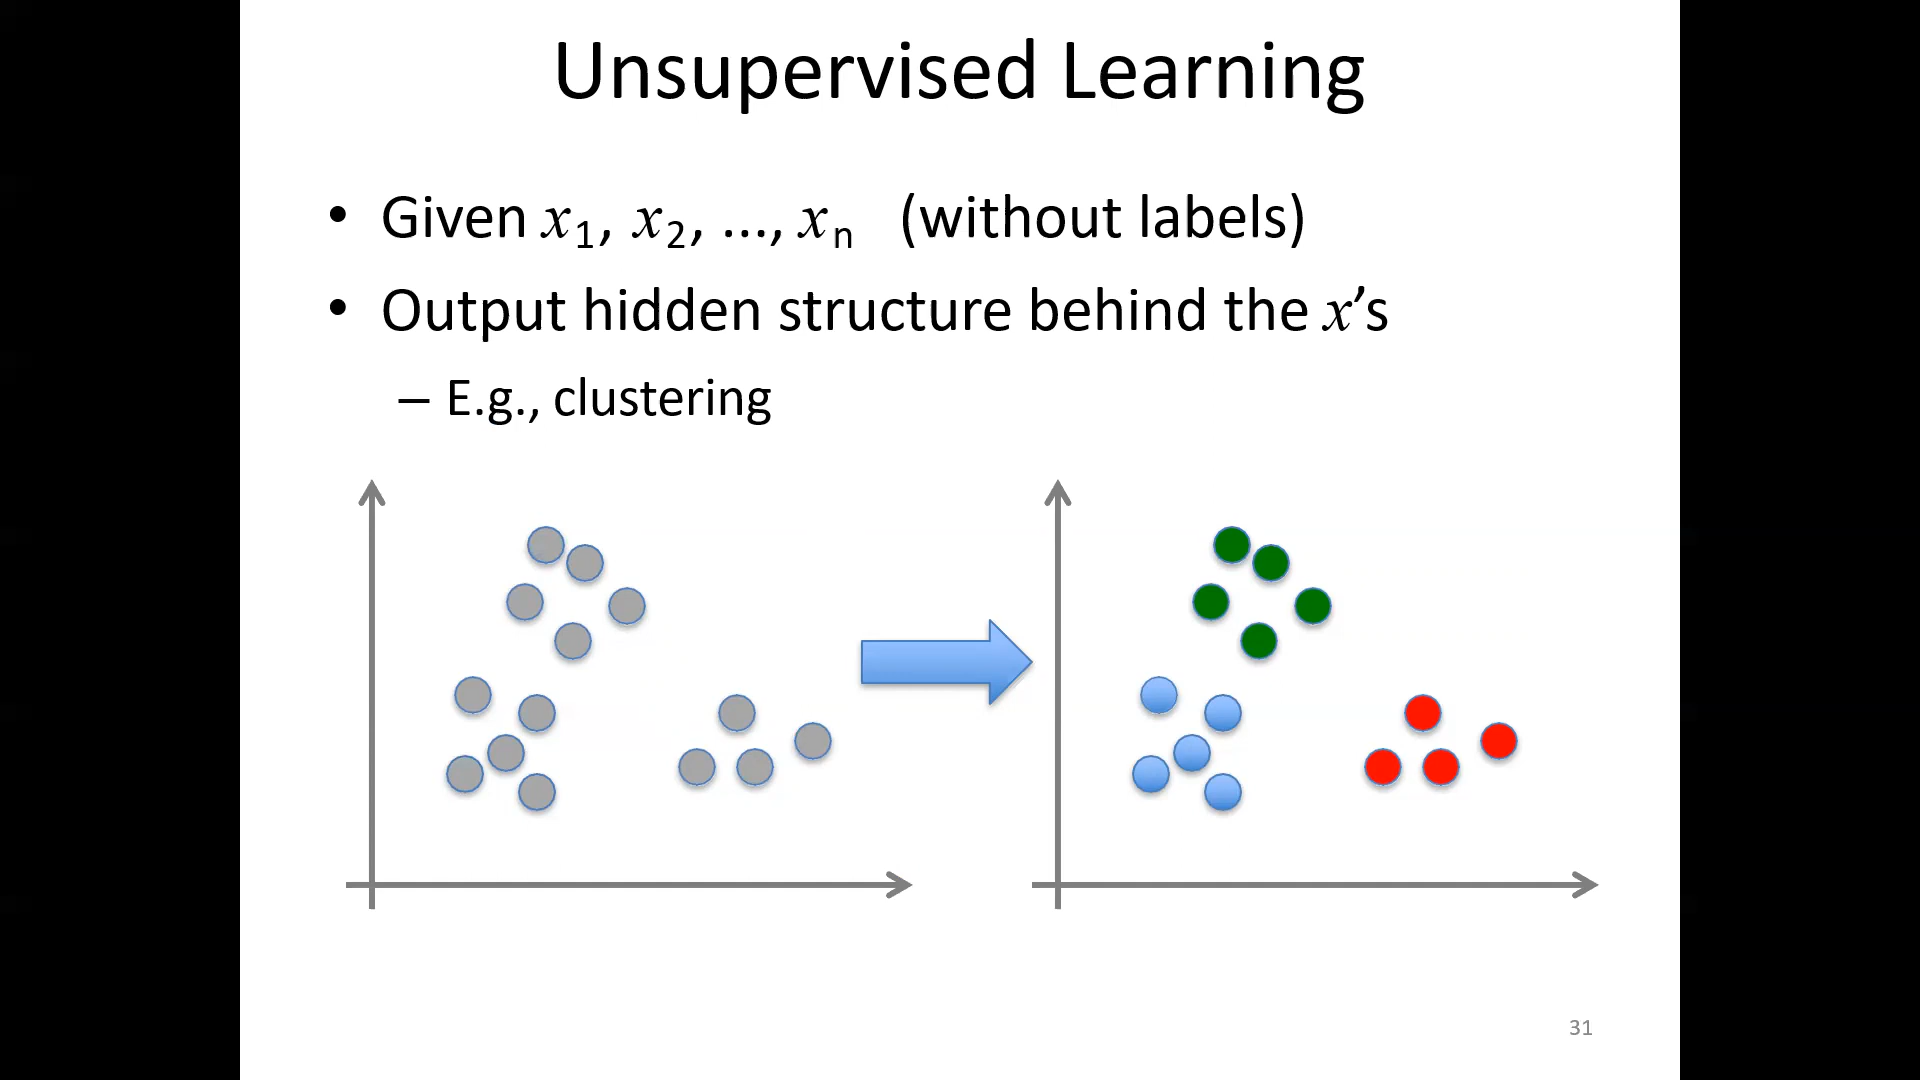 Unsupervised Learning
• Given x₁, x₂, ..., xₙ (without labels)
• Output hidden structure behind the x’s
– E.g., clustering
31